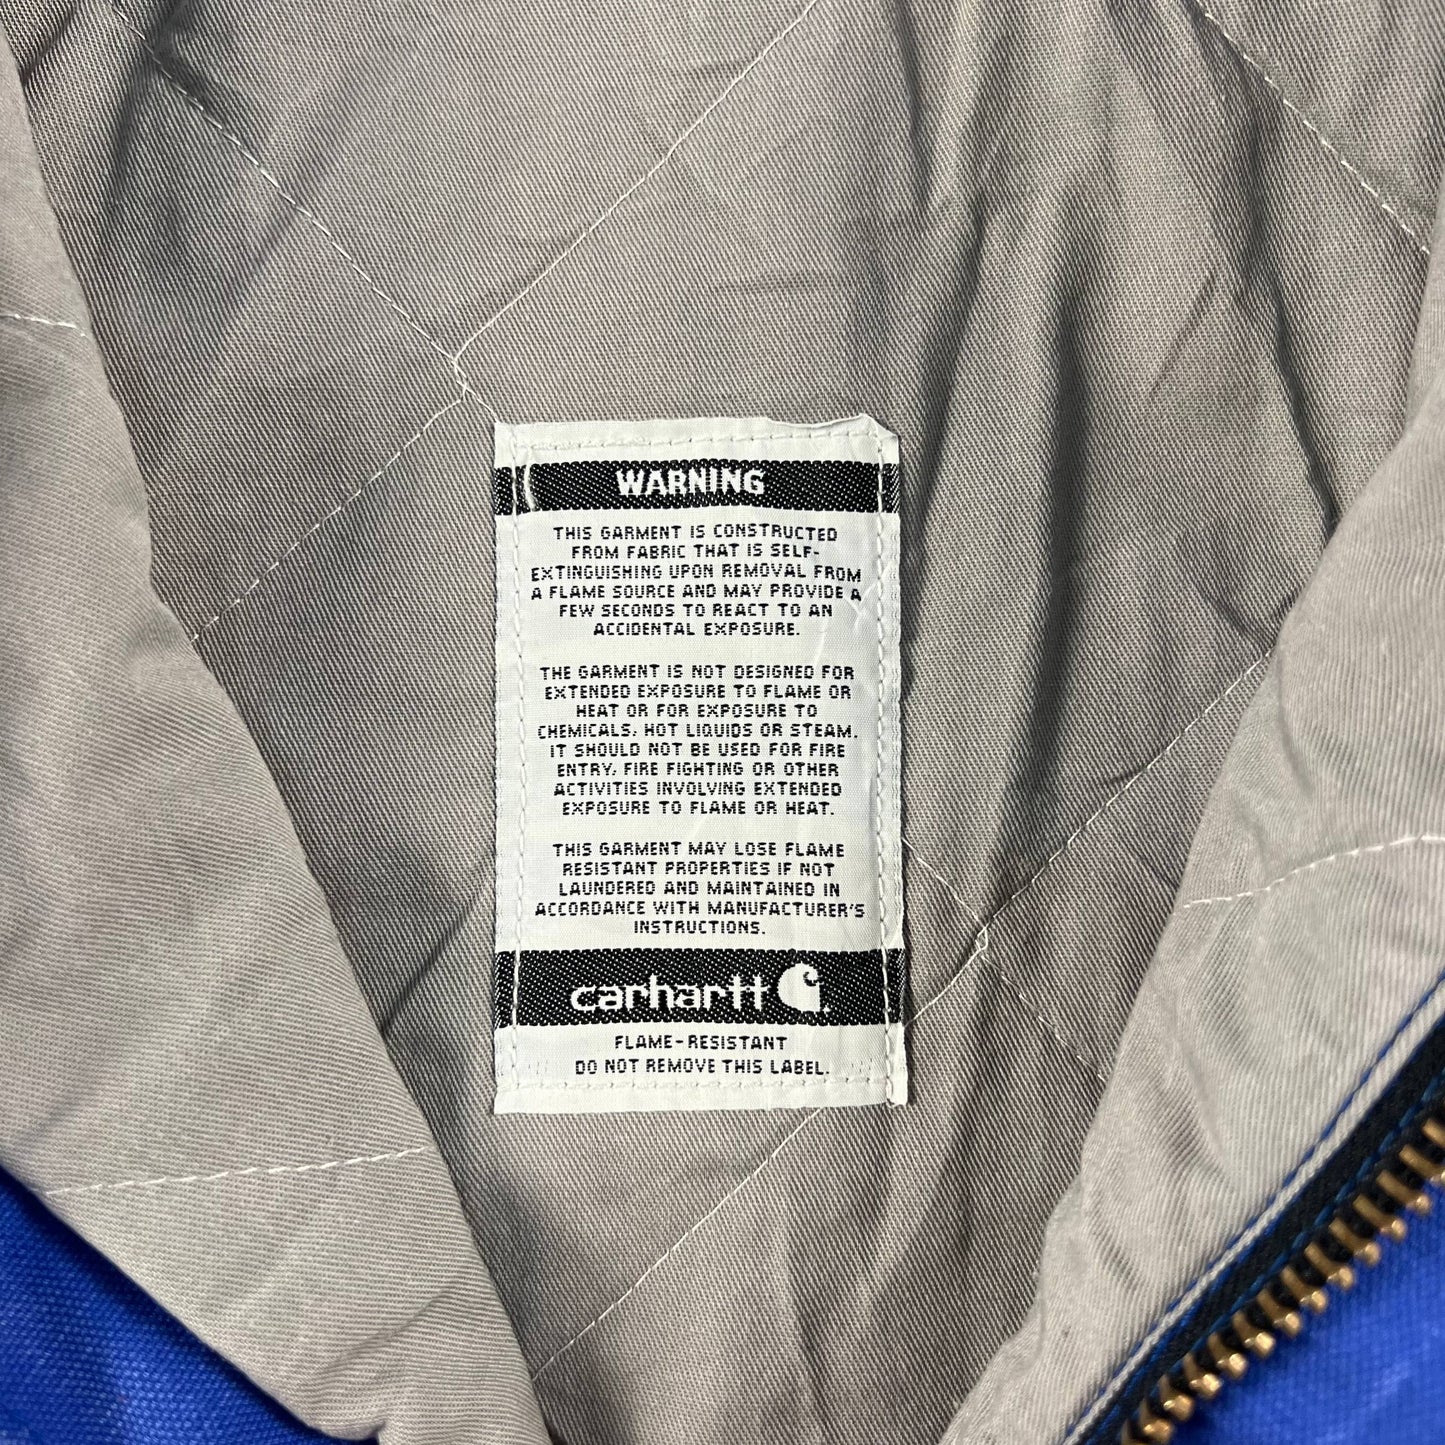 WARNING
THIS GARMENT IS CONSTRUCTED
FROM FABRIC THAT IS SELF-
EXTINGUISHING UPON REMOVAL FROM
A FLAME SOURCE AND MAY PROVIDE A
FEW SECONDS TO REACT TO AN
ACCIDENTAL EXPOSURE.
THE GARMENT IS NOT DESIGNED FOR
EXTENDED EXPOSURE TO FLAME OR
HEAT OR FOR EXPOSURE TO
CHEMICALS, HOT LIQUIDS OR STEAM.
IT SHOULD NOT BE USED FOR FIRE
ENTRY, FIRE FIGHTING OR OTHER
ACTIVITIES INVOLVING EXTENDED
EXPOSURE TO FLAME OR HEAT.
THIS GARMENT MAY LOSE FLAME
RESISTANT PROPERTIES IF NOT
LAUNDERED AND MAINTAINED IN
ACCORDANCE WITH MANUFACTURER'S
INSTRUCTIONS.
carhartt
FLAME-RESISTANT
DO NOT REMOVE THIS LABEL.